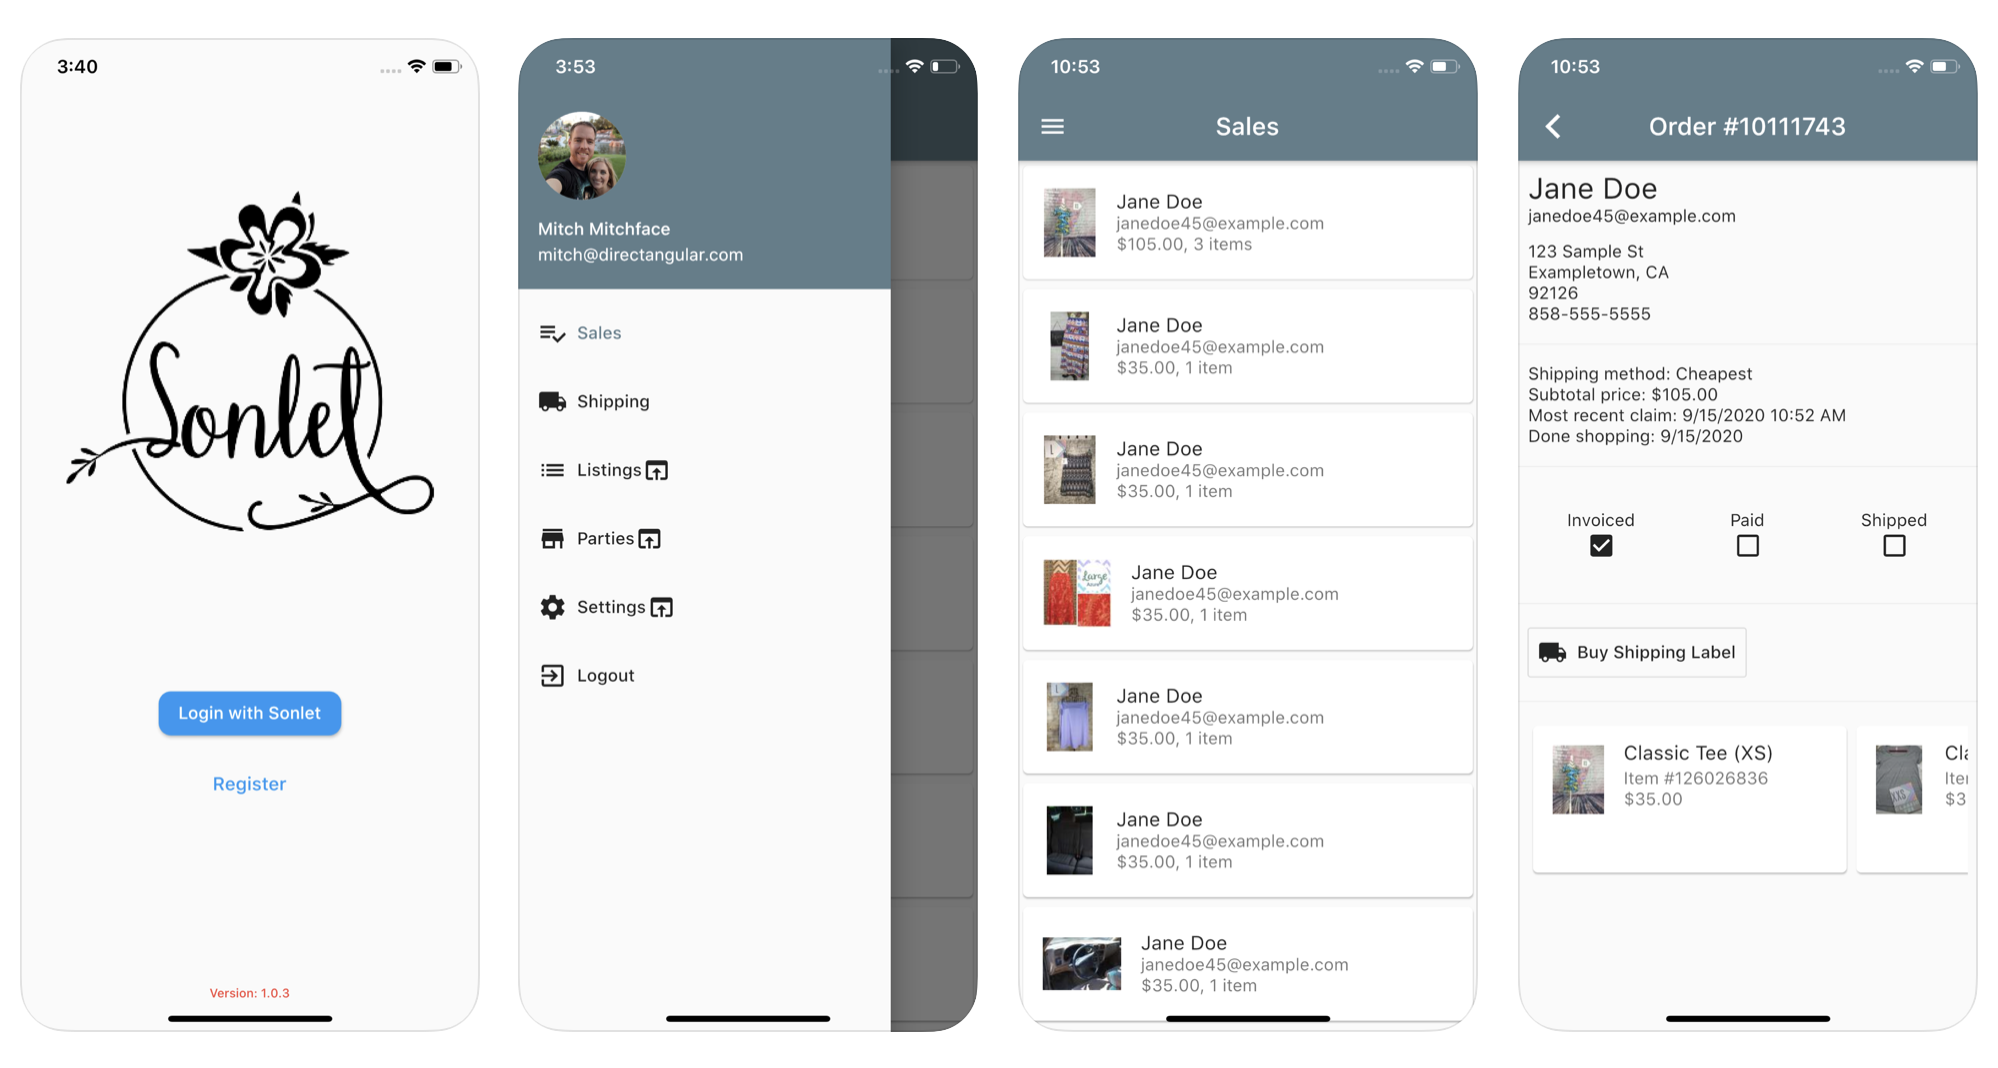 3:40
Sonlet
Login with Sonlet
Register
Version: 1.0.3
3:53
Mitch Mitchface
mitch@directangular.com
Sales
Shipping
Listings
Parties
Settings
Logout
10:53
Sales
Jane Doe
janedoe45@example.com
$105.00, 3 items
Jane Doe
janedoe45@example.com
$35.00, 1 item
L
Jane Doe
janedoe45@example.com
$35.00, 1 item
Large
Jane Doe
janedoe45@example.com
$35.00, 1 item
L
Jane Doe
janedoe45@example.com
$35.00, 1 item
Jane Doe
janedoe45@example.com
$35.00, 1 item
Jane Doe
janedoe45@example.com
$35.00, 1 item
10:53
Order #10111743
Jane Doe
janedoe45@example.com
123 Sample St
Exampletown, CA
92126
858-555-5555
Shipping method: Cheapest
Subtotal price: $105.00
Most recent claim: 9/15/2020 10:52 AM
Done shopping: 9/15/2020
Invoiced Paid Shipped
Buy Shipping Label
Classic Tee (XS)
Item #126026836
$35.00
XXS
Cla
Iter
$3